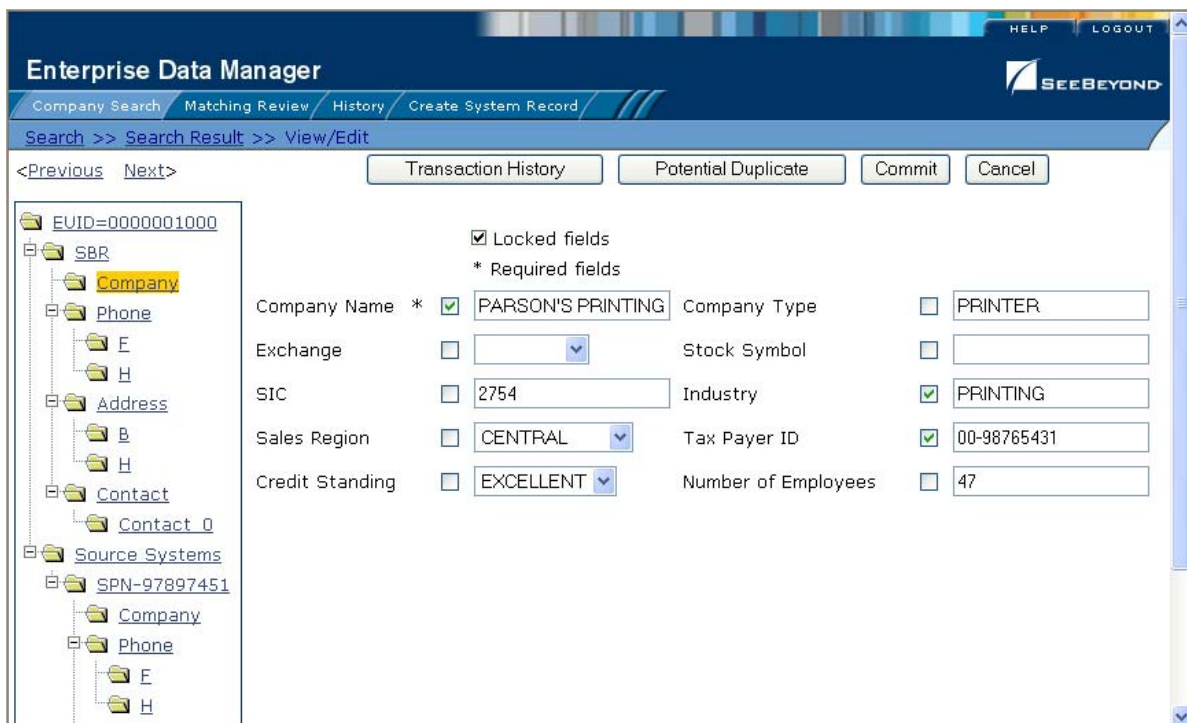 HELP LOGOUT
Enterprise Data Manager
SEEBEYOND
Company Search Matching Review History Create System Record
Search >> Search Result >> View/Edit
<Previous Next>
Transaction History Potential Duplicate Commit Cancel
EUID=0000001000
SBR
Company
Phone
F
H
Address
B
H
Contact
Contact 0
Source Systems
SPN-97897451
Company
Phone
F
H
Locked fields
* Required fields
Company Name * PARSON'S PRINTING Company Type PRINTER
Exchange Stock Symbol
SIC 2754 Industry PRINTING
Sales Region CENTRAL Tax Payer ID 00-98765431
Credit Standing EXCELLENT Number of Employees 47